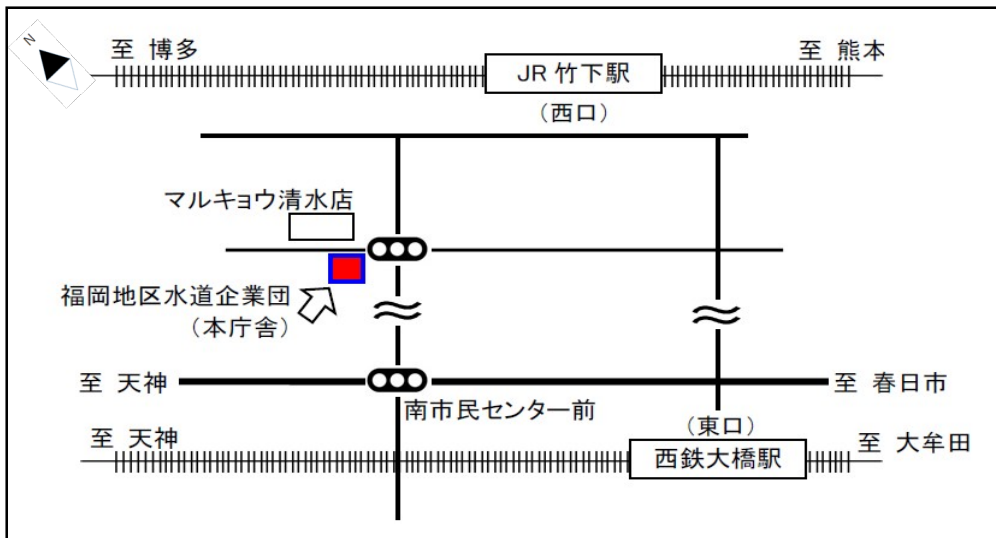 N
至 博多
至 熊本
JR 竹下駅
（西口）
マルキョウ清水店
福岡地区水道企業団
（本庁舎）
至 天神
至 春日市
南市民センター前
（東口）
至 天神
至 大牟田
西鉄大橋駅